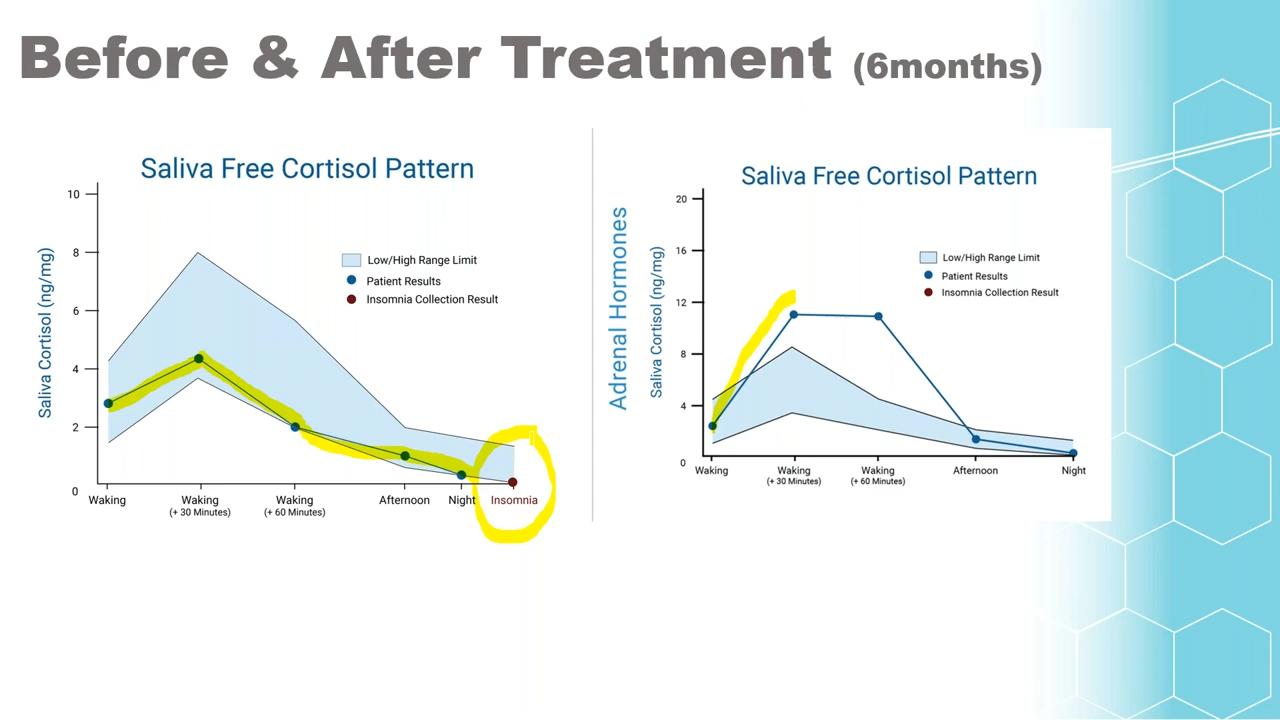 Before & After Treatment (6months)
Saliva Free Cortisol Pattern
Saliva Cortisol (ng/mg)
10
8
6
4
2
0
Low/High Range Limit
Patient Results
Insomnia Collection Result
Waking
Waking
(+ 30 Minutes)
Waking
(+ 60 Minutes)
Afternoon
Night
Insomnia
Adrenal Hormones
Saliva Free Cortisol Pattern
Saliva Cortisol (ng/mg)
20
16
12
8
4
0
Low/High Range Limit
Patient Results
Insomnia Collection Result
Waking
Waking
(+ 30 Minutes)
Waking
(+ 60 Minutes)
Afternoon
Night